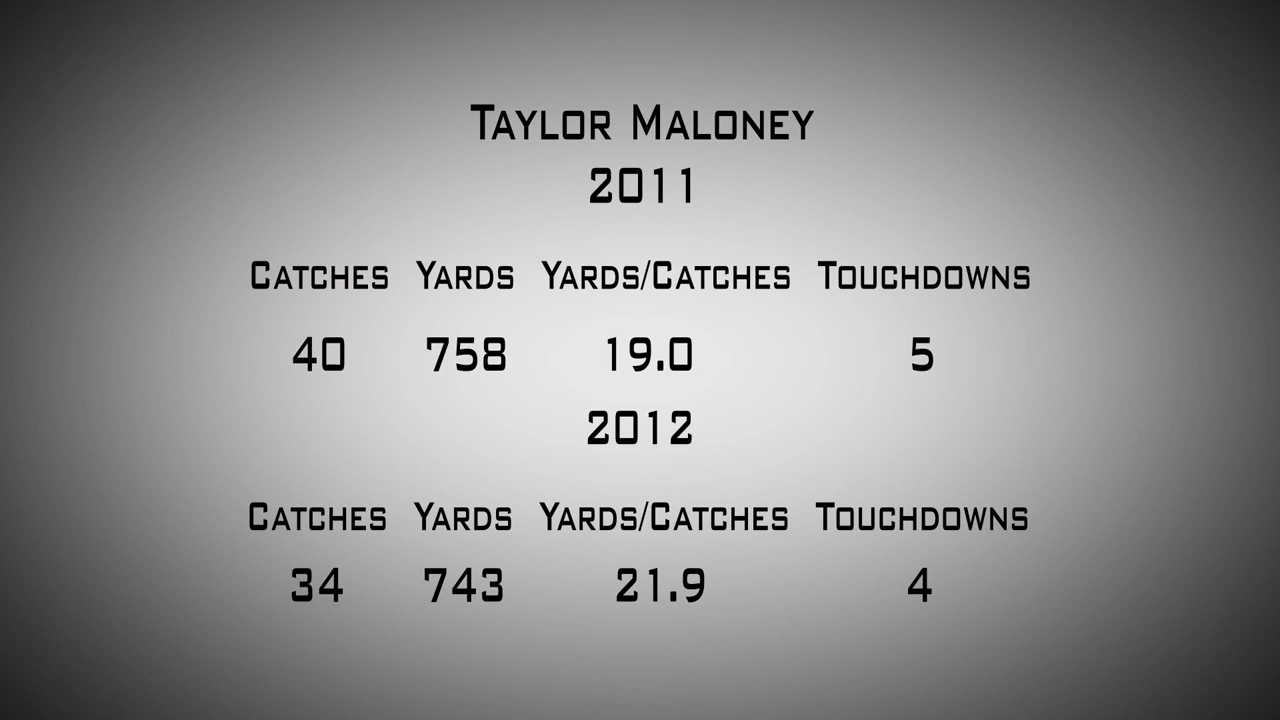 Taylor Maloney
2011
Catches Yards Yards/Catches Touchdowns
40 758 19.0 5
2012
Catches Yards Yards/Catches Touchdowns
34 743 21.9 4